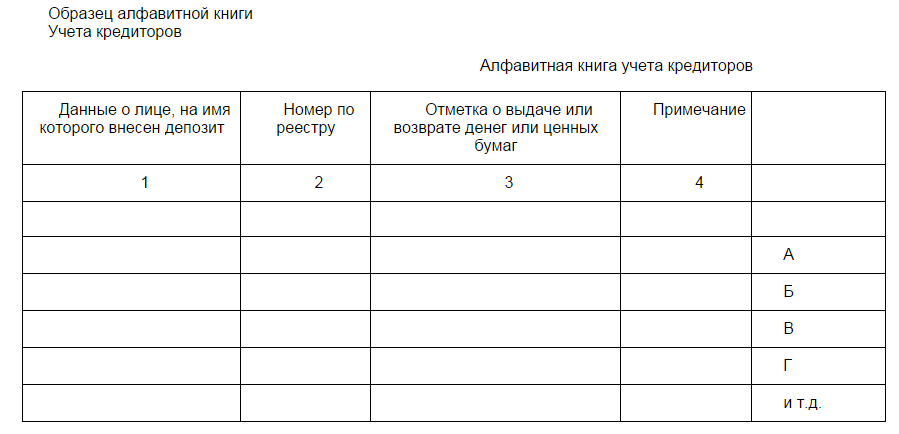 Образец алфавитной книги
Учета кредиторов
Алфавитная книга учета кредиторов
Данные о лице, на имя
которого внесен депозит
Номер по
реестру
Отметка о выдаче или
возврате денег или ценных
бумаг
Примечание
1
2
3
4
А
Б
В
Г
и т.д.